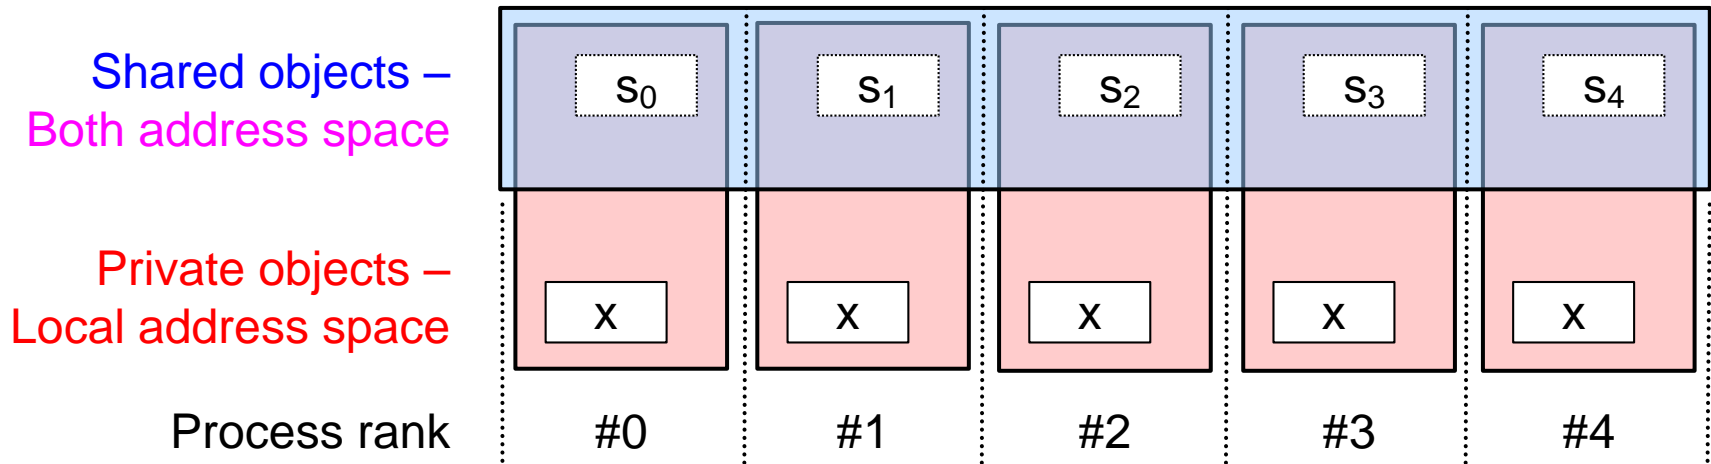 Shared objects –
Both address space
s₀ s₁ s₂ s₃ s₄
Private objects –
Local address space
x x x x x
Process rank #0 #1 #2 #3 #4